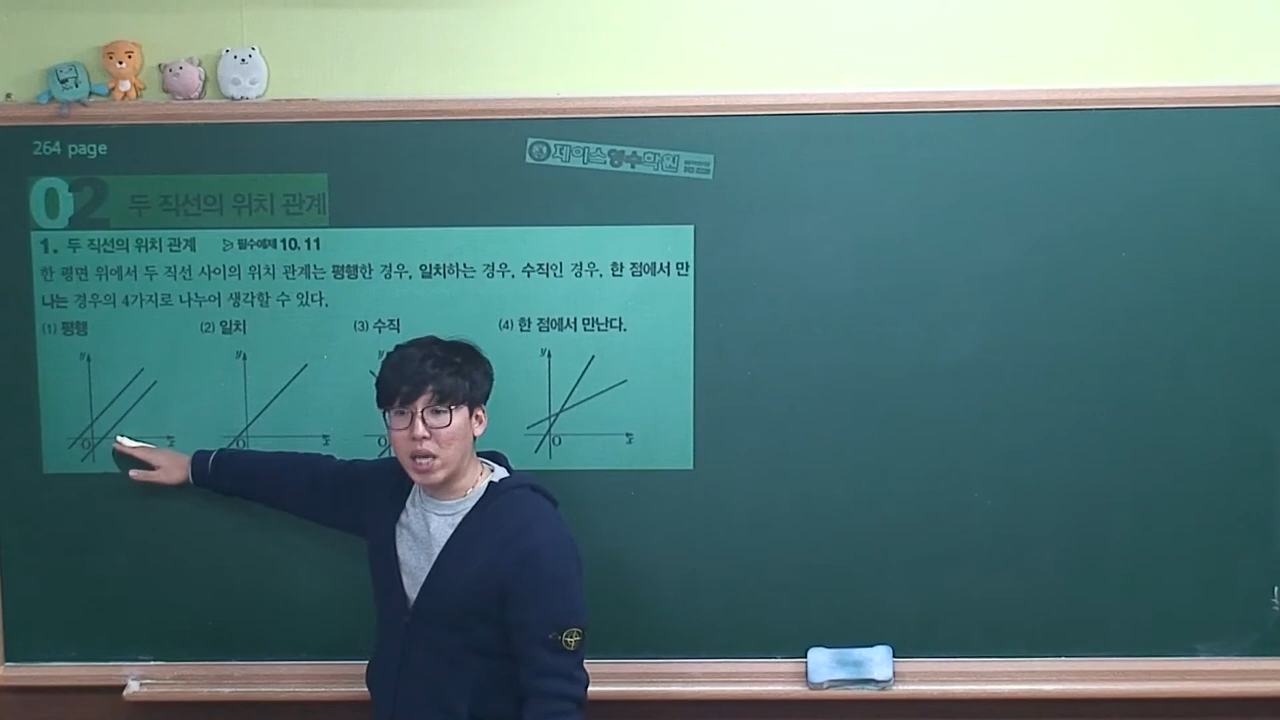 264 page
제이스영수학원
02 두 직선의 위치 관계
1. 두 직선의 위치 관계 ▷ 필수예제 10, 11
한 평면 위에서 두 직선 사이의 위치 관계는 평행한 경우, 일치하는 경우, 수직인 경우, 한 점에서 만
나는 경우의 4가지로 나누어 생각할 수 있다.
(1) 평행 (2) 일치 (3) 수직 (4) 한 점에서 만난다.
y y y y
O x O x O x